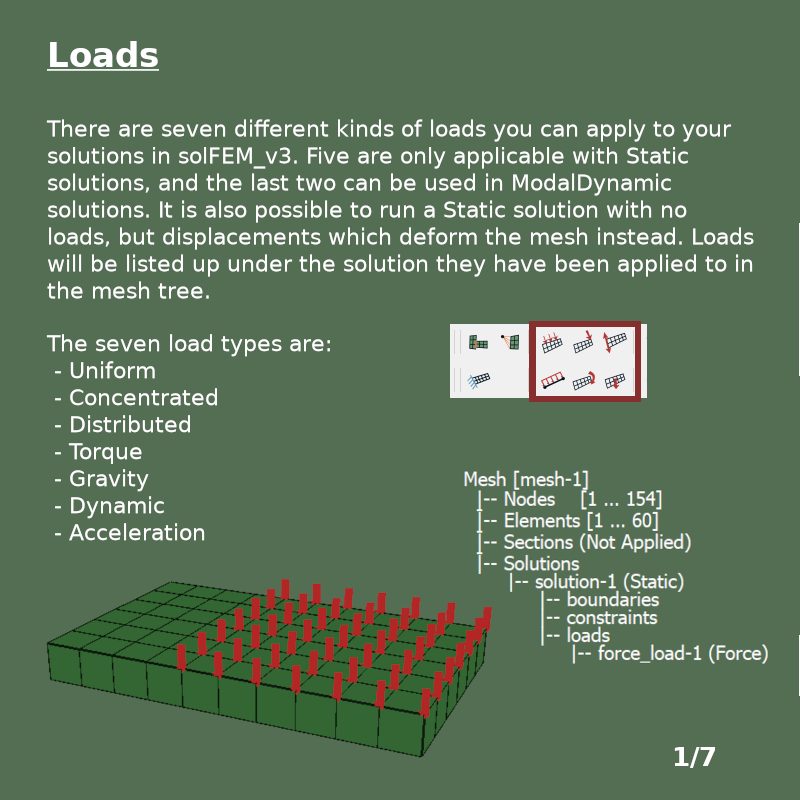 Loads
There are seven different kinds of loads you can apply to your
solutions in solFEM_v3. Five are only applicable with Static
solutions, and the last two can be used in ModalDynamic
solutions. It is also possible to run a Static solution with no
loads, but displacements which deform the mesh instead. Loads
will be listed up under the solution they have been applied to in
the mesh tree.
The seven load types are:
- Uniform
- Concentrated
- Distributed
- Torque
- Gravity
- Dynamic
- Acceleration
Mesh [mesh-1]
|-- Nodes [1 ... 154]
|-- Elements [1 ... 60]
|-- Sections (Not Applied)
|-- Solutions
|-- solution-1 (Static)
|-- boundaries
|-- constraints
|-- loads
|-- force_load-1 (Force)
1/7